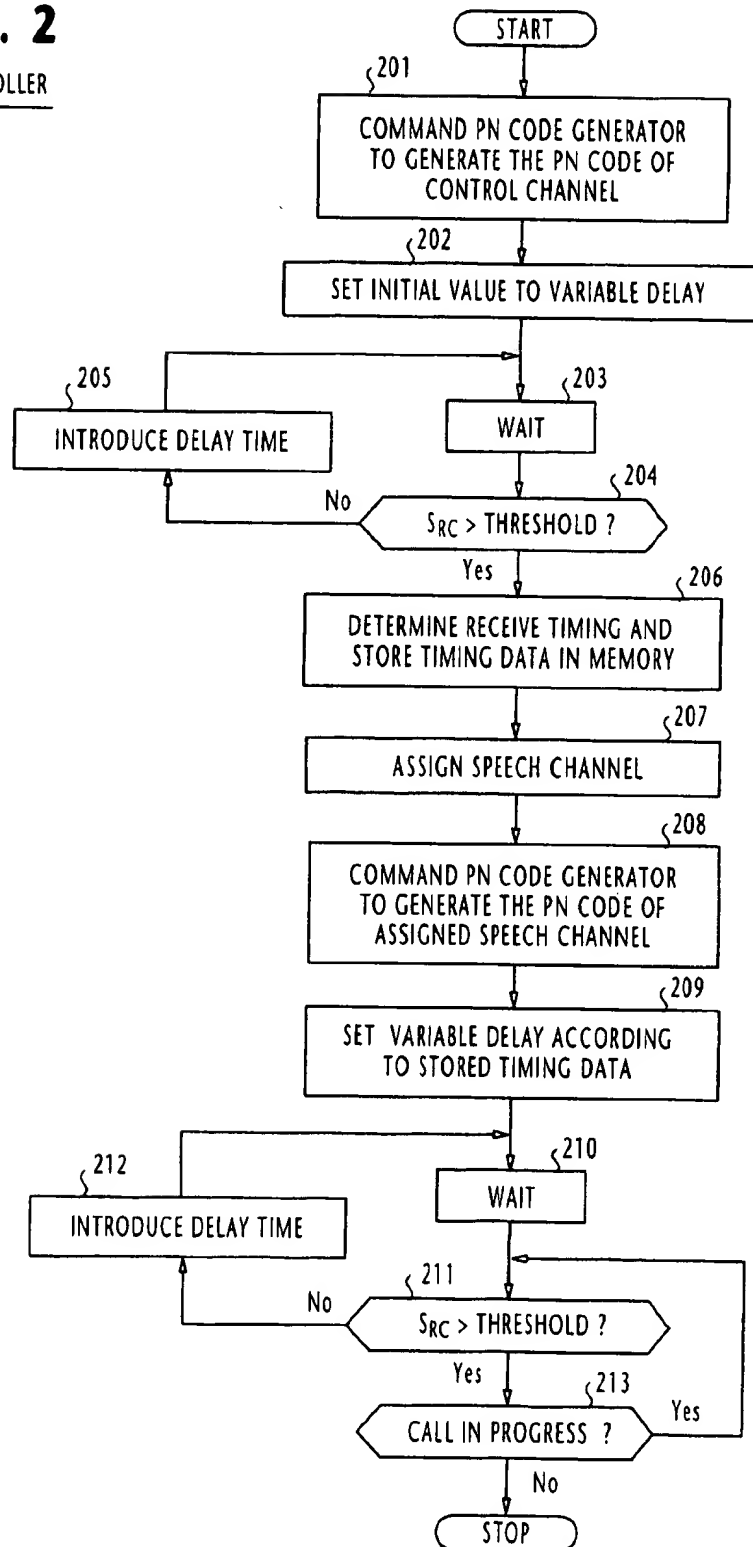 . 2
OLLER
START
201
COMMAND PN CODE GENERATOR
TO GENERATE THE PN CODE OF
CONTROL CHANNEL
202
SET INITIAL VALUE TO VARIABLE DELAY
205
INTRODUCE DELAY TIME
203
WAIT
204
No
SRC > THRESHOLD ?
Yes
206
DETERMINE RECEIVE TIMING AND
STORE TIMING DATA IN MEMORY
207
ASSIGN SPEECH CHANNEL
208
COMMAND PN CODE GENERATOR
TO GENERATE THE PN CODE OF
ASSIGNED SPEECH CHANNEL
209
SET VARIABLE DELAY ACCORDING
TO STORED TIMING DATA
212
INTRODUCE DELAY TIME
210
WAIT
211
No
SRC > THRESHOLD ?
Yes
213
CALL IN PROGRESS ?
Yes
No
STOP